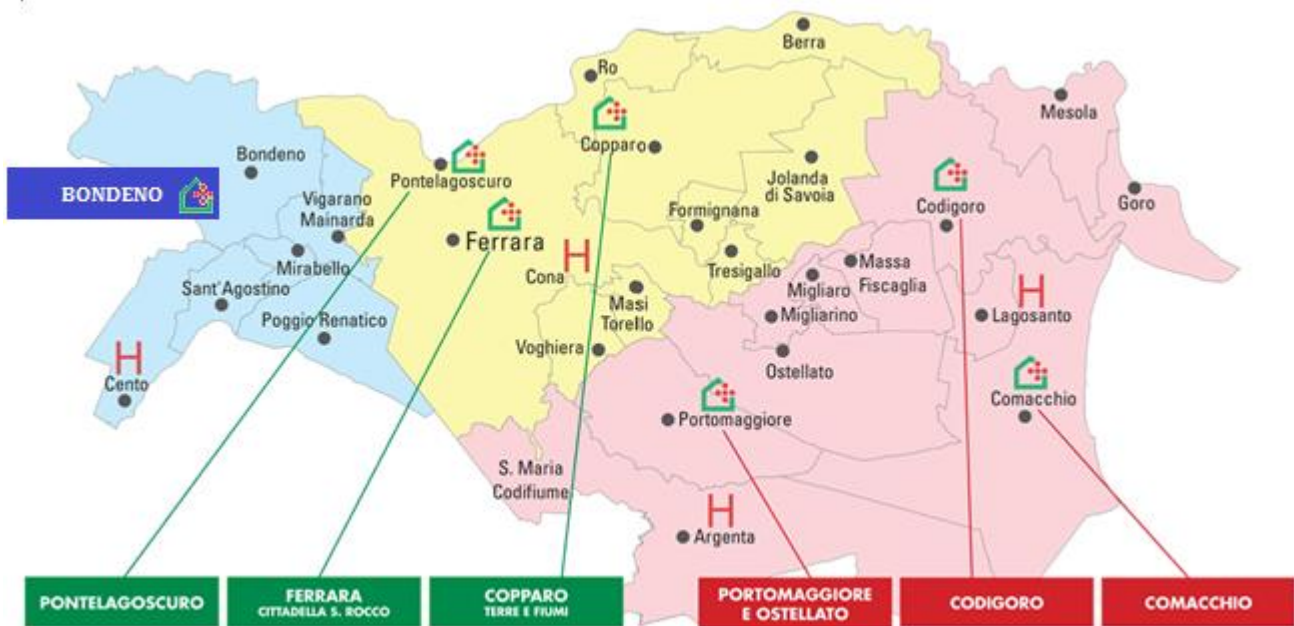 Berra
Ro
Mesola
Copparo
Bondeno
Pontelagoscuro
Jolanda
di Savoia
BONDENO
Vigarano
Mainarda
Formignana
Codigoro
Goro
Ferrara
Mirabello
Cona
H
Tresigallo
Massa
Fiscaglia
Sant'Agostino
Masi
Torello
Migliaro
H
Poggio Renatico
Migliarino
Lagosanto
Voghiera
Ostellato
H
Cento
Comacchio
Portomaggiore
S. Maria
Codifiume
H
Argenta
PONTELAGOSCURO
FERRARA
CITTADELLA S. ROCCO
COPPARO
TERRE E FIUMI
PORTOMAGGIORE
E OSTELLATO
CODIGORO
COMACCHIO